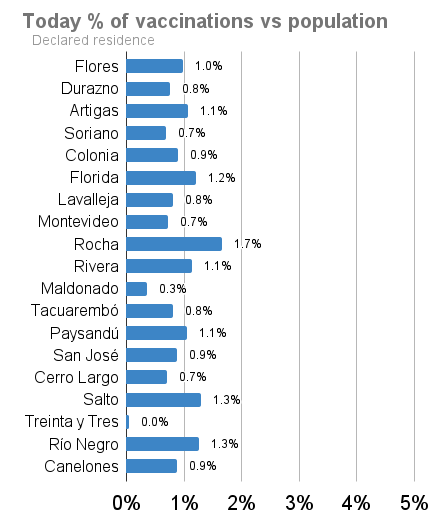 Today % of vaccinations vs population
Declared residence
Flores 1.0%
Durazno 0.8%
Artigas 1.1%
Soriano 0.7%
Colonia 0.9%
Florida 1.2%
Lavalleja 0.8%
Montevideo 0.7%
Rocha 1.7%
Rivera 1.1%
Maldonado 0.3%
Tacuarembó 0.8%
Paysandú 1.1%
San José 0.9%
Cerro Largo 0.7%
Salto 1.3%
Treinta y Tres 0.0%
Río Negro 1.3%
Canelones 0.9%
0% 1% 2% 3% 4% 5%